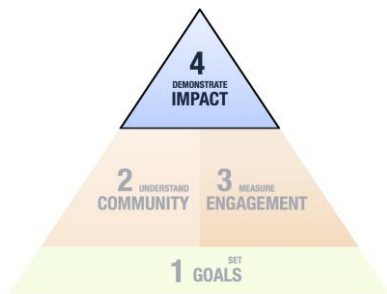 4
DEMONSTRATE
IMPACT
2 UNDERSTAND
COMMUNITY
3 MEASURE
ENGAGEMENT
SET
1 GOALS